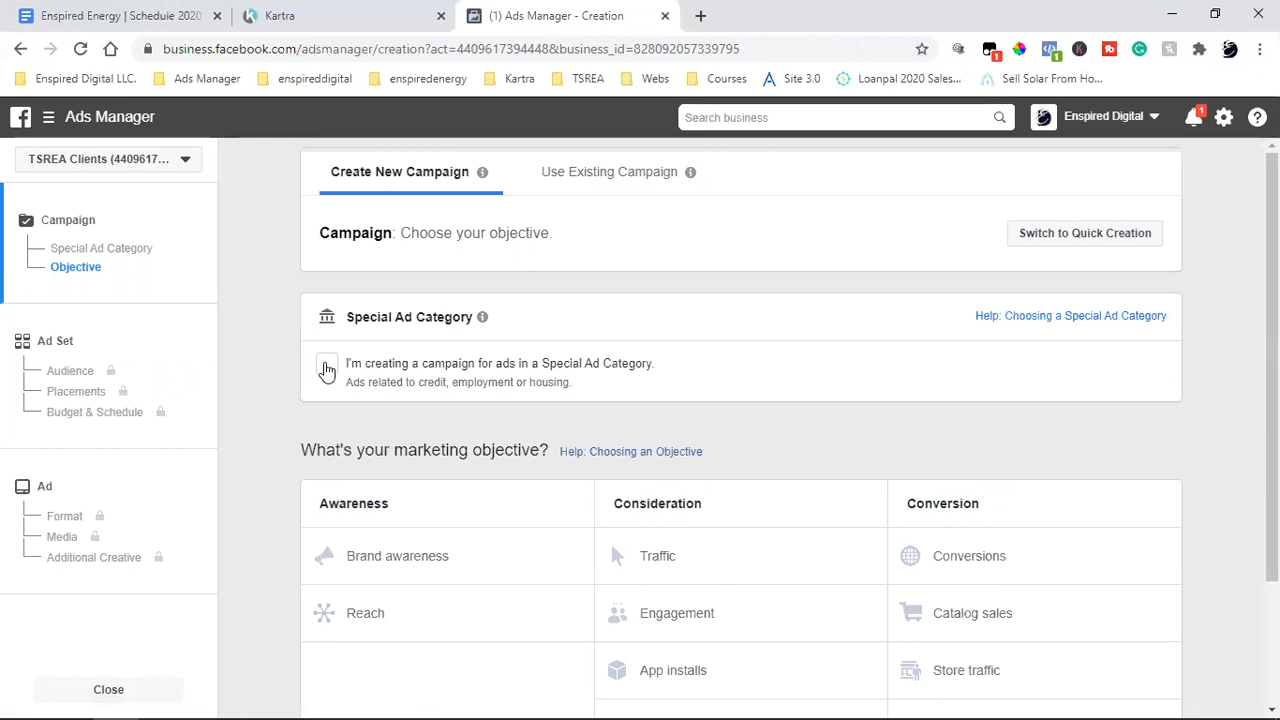 Enspired Energy | Schedule 2020
Kartra
(1) Ads Manager - Creation
business.facebook.com/adsmanager/creation?act=4409617394448&business_id=828092057339795
Enspired Digital LLC.
Ads Manager
enspireddigital
enspiredenergy
Kartra
TSREA
Webs
Courses
Site 3.0
Loanpal 2020 Sales...
Sell Solar From Ho...
Ads Manager
Search business
Enspired Digital
1
TSREA Clients (4409617...
Create New Campaign
Use Existing Campaign
Campaign: Choose your objective.
Switch to Quick Creation
Campaign
Special Ad Category
Objective
Special Ad Category
Help: Choosing a Special Ad Category
I'm creating a campaign for ads in a Special Ad Category.
Ads related to credit, employment or housing.
Ad Set
Audience
Placements
Budget & Schedule
What's your marketing objective? Help: Choosing an Objective
Ad
Format
Media
Additional Creative
Awareness
Consideration
Conversion
Brand awareness
Traffic
Conversions
Reach
Engagement
Catalog sales
App installs
Store traffic
Close